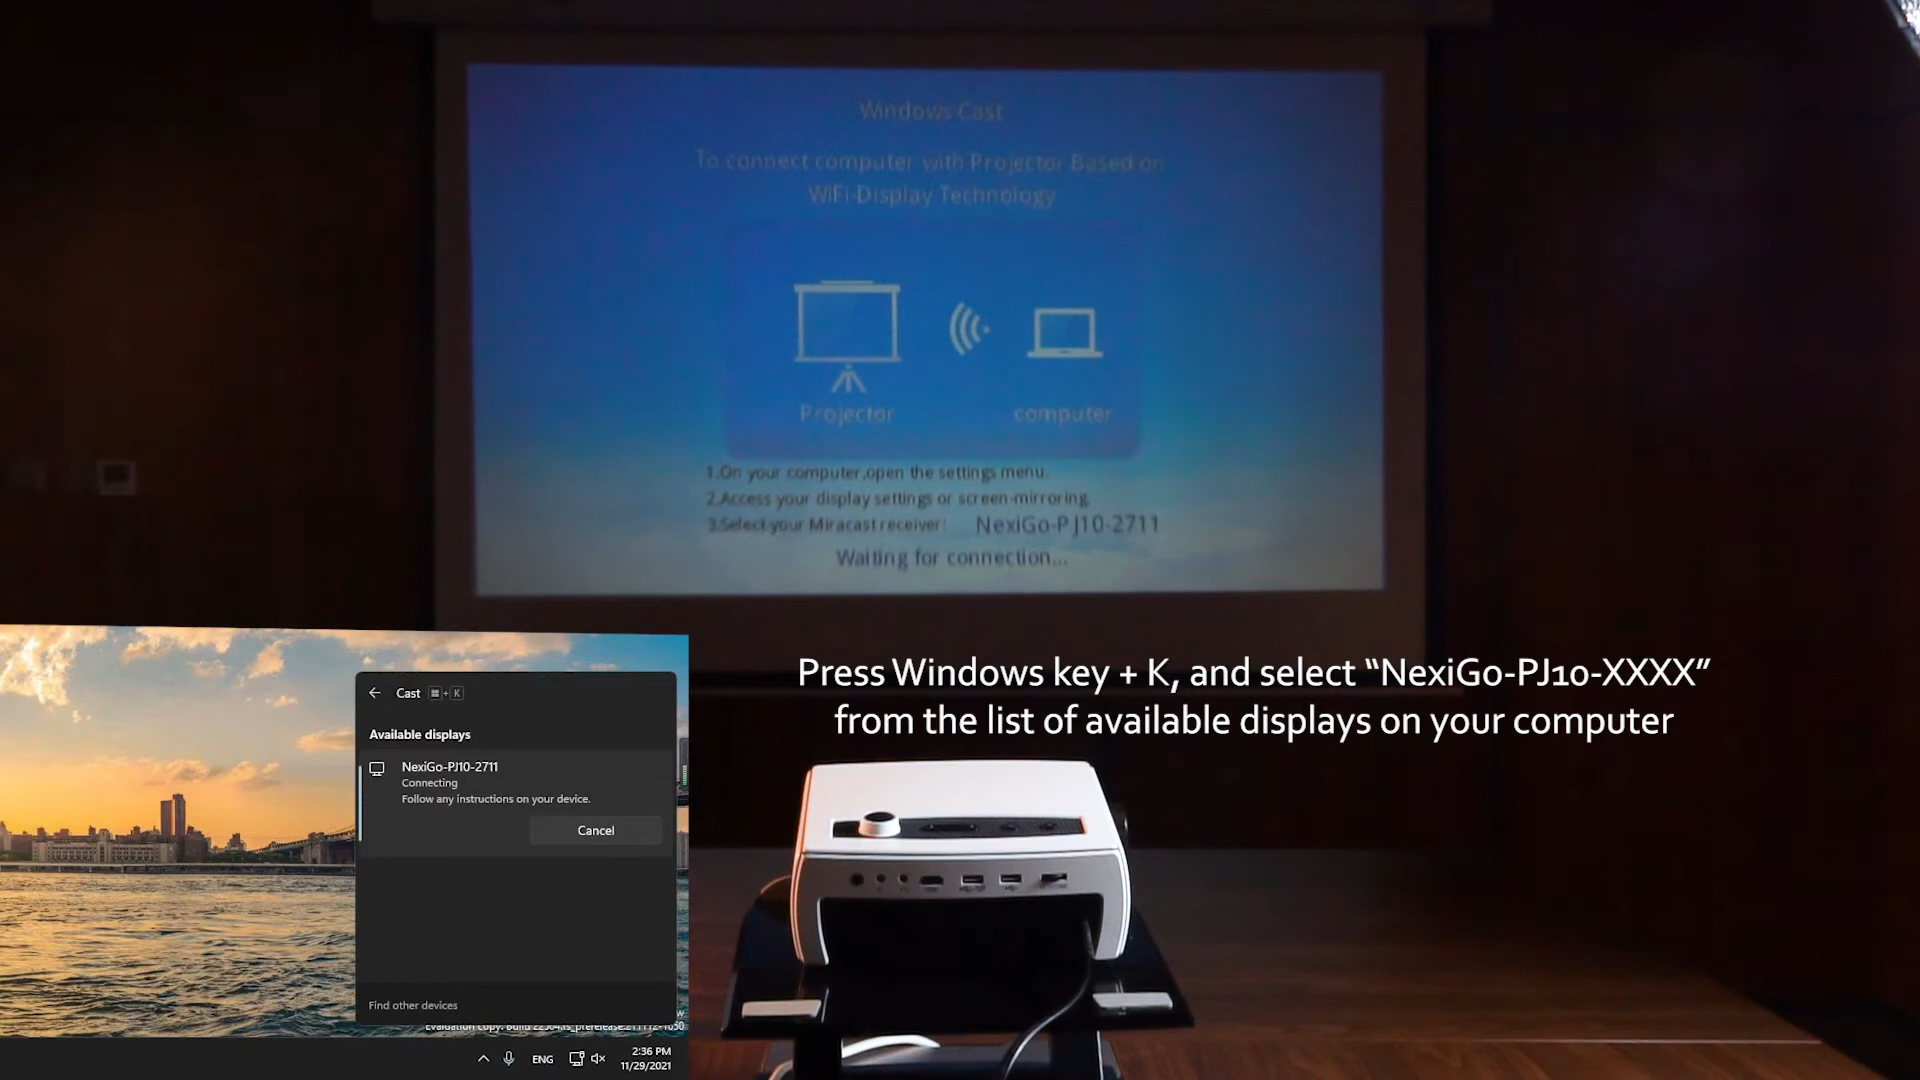 Windows Cast
To connect computer with Projector Based on
WiFi-Display Technology
Projector
computer
1.On your computer,open the settings menu.
2.Access your display settings or screen-mirroring.
3.Select your Miracast receiver: NexiGo-PJ10-2711
Waiting for connection...
Press Windows key + K, and select “NexiGo-PJ10-XXXX”
from the list of available displays on your computer
Cast + K
Available displays
NexiGo-PJ10-2711
Connecting
Follow any instructions on your device.
Cancel
Find other devices
ENG
2:36 PM
11/29/2021